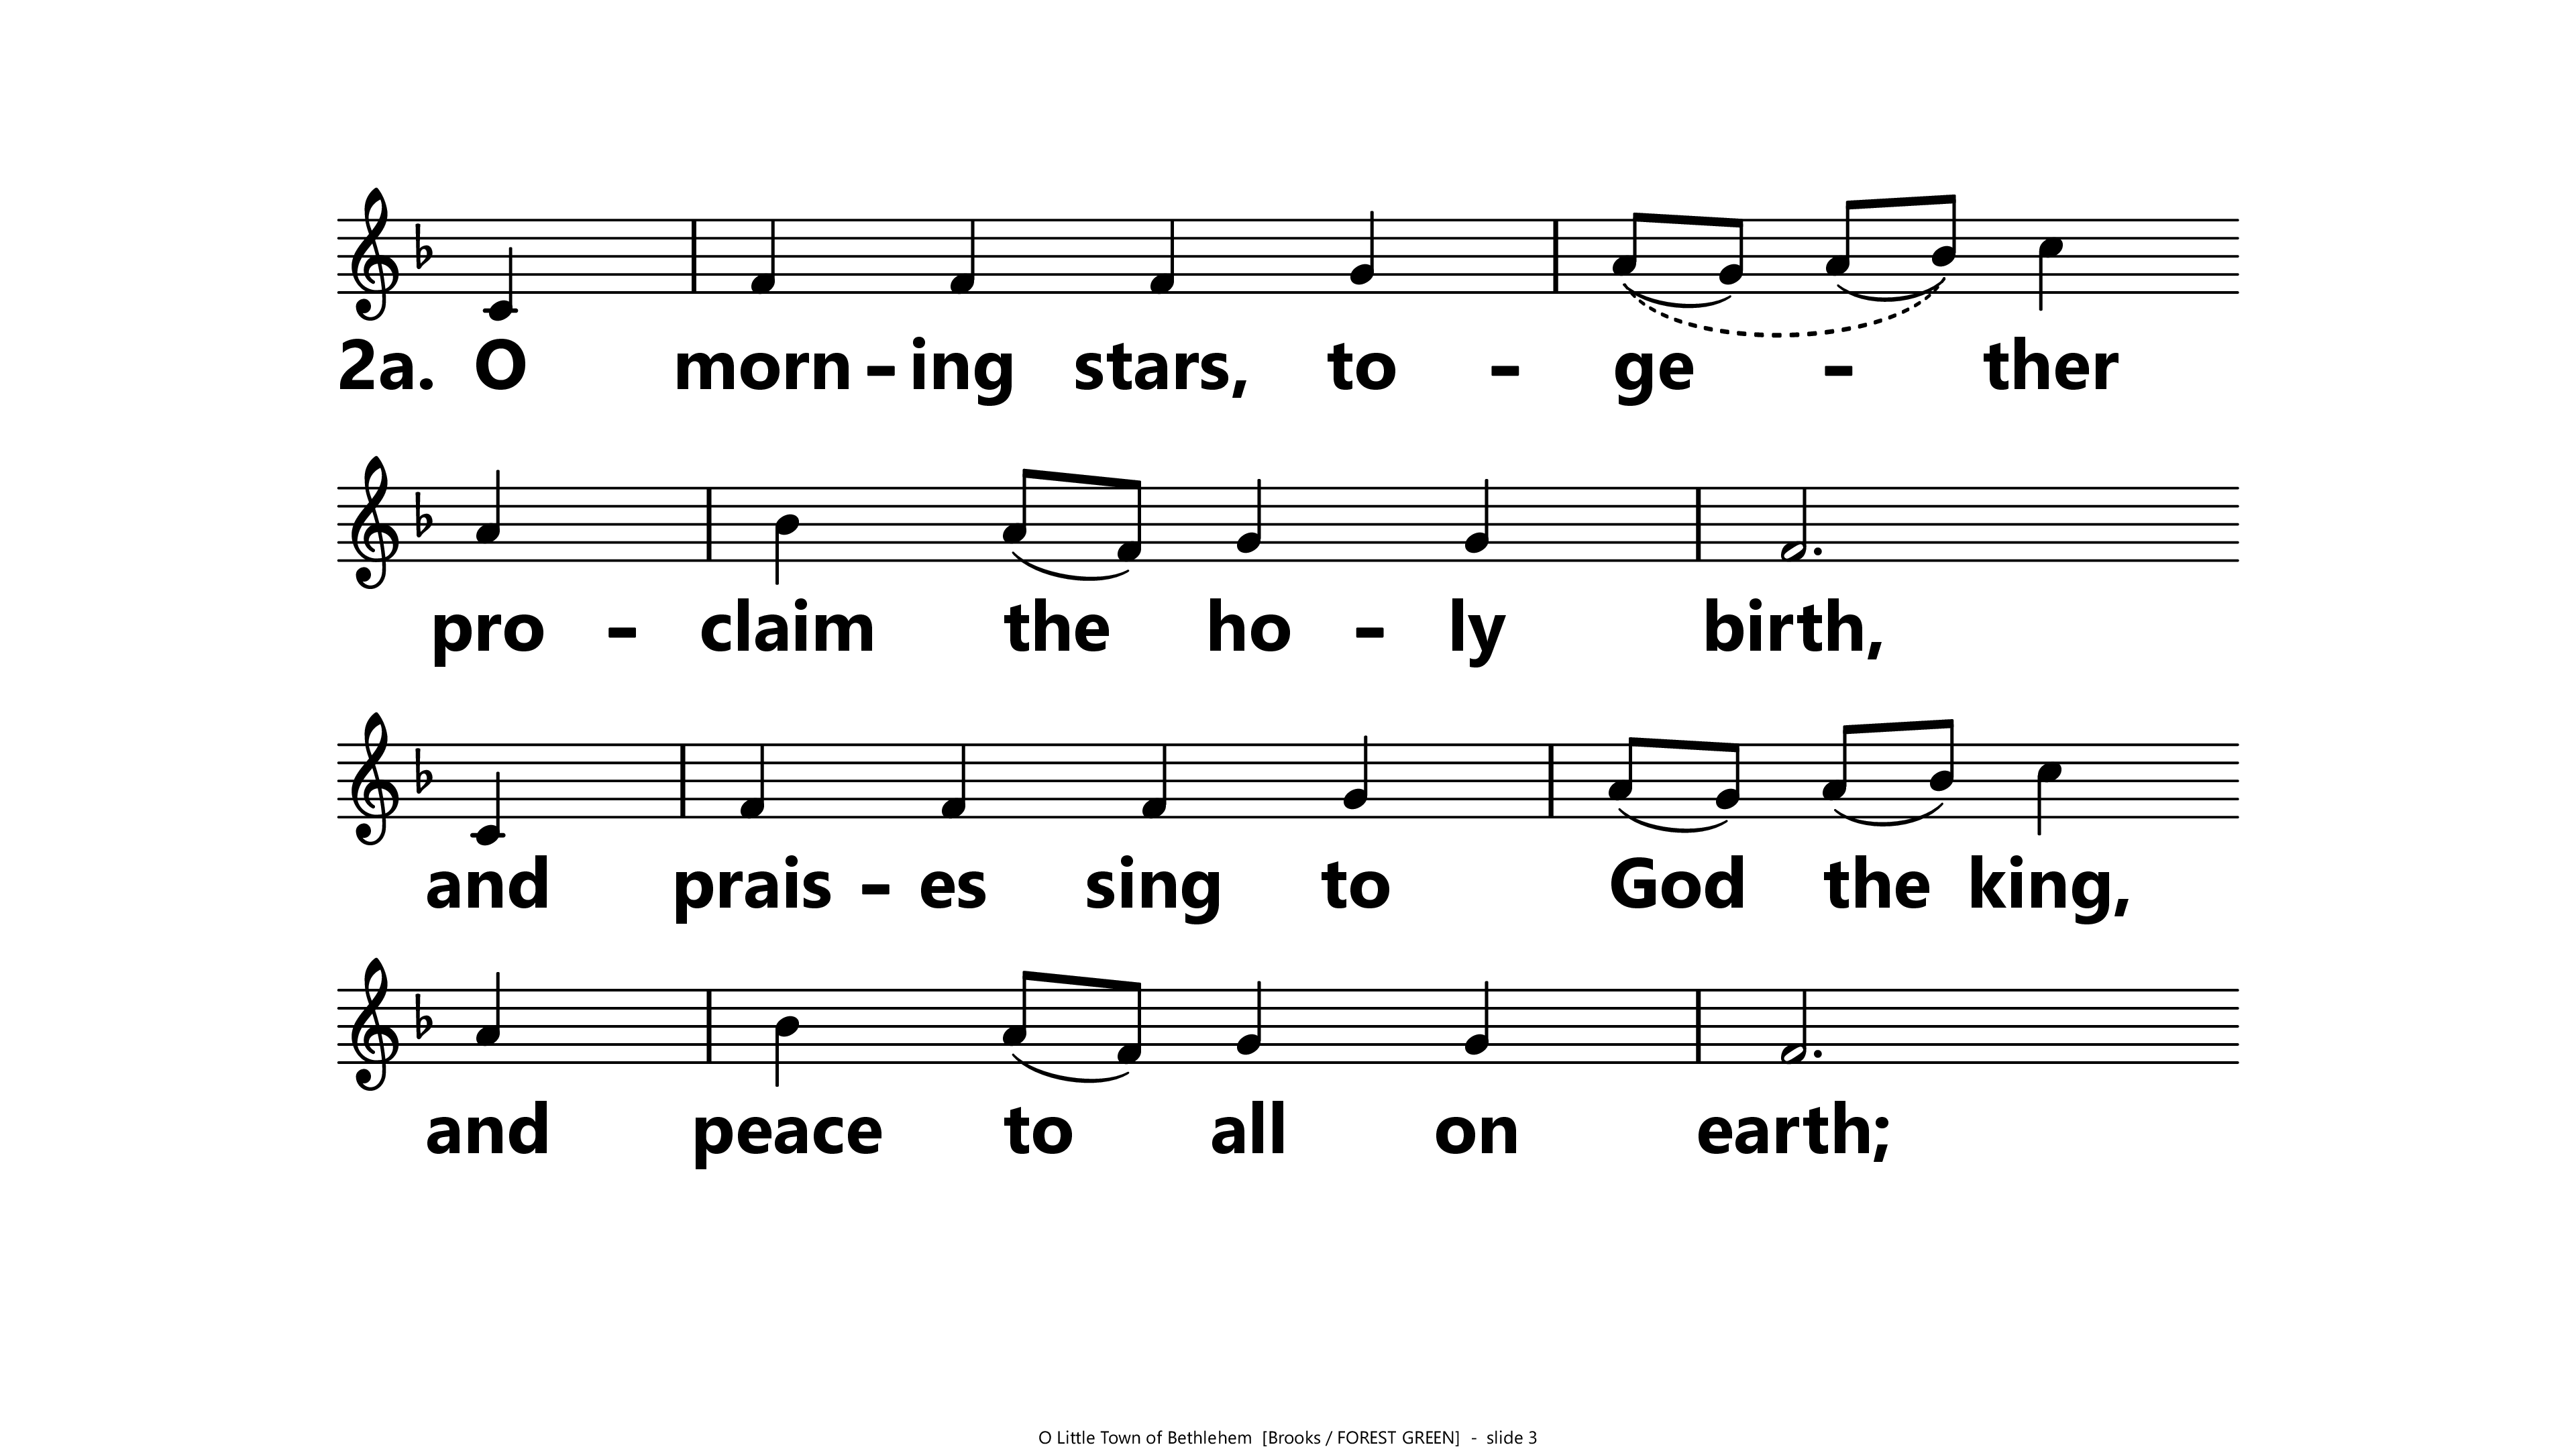 2a. O morn - ing stars, to - ge - ther
pro - claim the ho - ly birth,
and prais - es sing to God the king,
and peace to all on earth;
O Little Town of Bethlehem [Brooks / FOREST GREEN] - slide 3